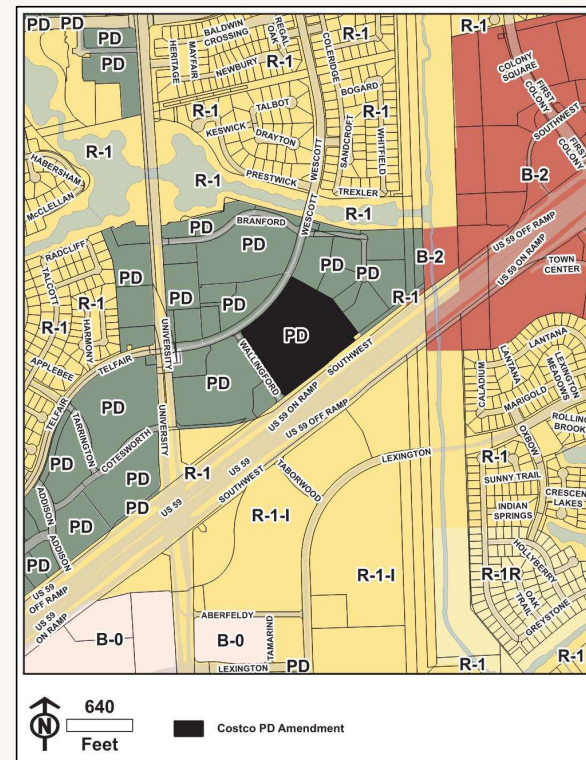 PD
PD
PD
PD
BALDWIN
CROSSING
HERITAGE
MAYFAIR
NEWBURY
REGAL
OAK
R-1
COLERIDGE
R-1
BOGARD
R-1
COLONY
SQUARE
FIRST
COLONY
SOUTHWEST
FIRST
COLONY
R-1
TALBOT
KESWICK
DRAYTON
PRESTWICK
WESCOTT
SANDCROFT
R-1
WHITFIELD
TREXLER
B-2
HABERSHAM
McCLELLAN
R-1
R-1
R-1
WESCOTT
BRANFORD
PD
PD
RADCLIFF
TALCOTT
R-1
R-1
HARMONY
APPLEBEE
TELFAIR
TELFAIR
PD
PD
PD
UNIVERSITY
PD
PD
PD
R-1
B-2
US 59 OFF RAMP
US 59 ON RAMP
TOWN
CENTER
WALLINGFORD
PD
SOUTHWEST
US 59 ON RAMP
US 59 OFF RAMP
LANTANA
LANTANA
CALADIUM
MARIGOLD
LEXINGTON
MEADOWS
ROLLING
BROOK
OXBOW
PD
TARRINGTON
COTESWORTH
UNIVERSITY
PD
PD
PD
PD
PD
ADDISON
ADDISON
R-1
US 59
SOUTHWEST
US 59
TABORWOOD
LEXINGTON
R-1-I
R-1-I
R-1
SUNNY TRAIL
INDIAN
SPRINGS
CRESCEN
LAKES
HOLLYBERRY
R-1R
OAK
TRAIL
GREYSTONE
US 59
OFF RAMP
US 59
ON RAMP
B-0
ABERFELDY
B-0
TAMARIND
LEXINGTON
PD
R-1
R-1
N
640
Feet
Costco PD Amendment